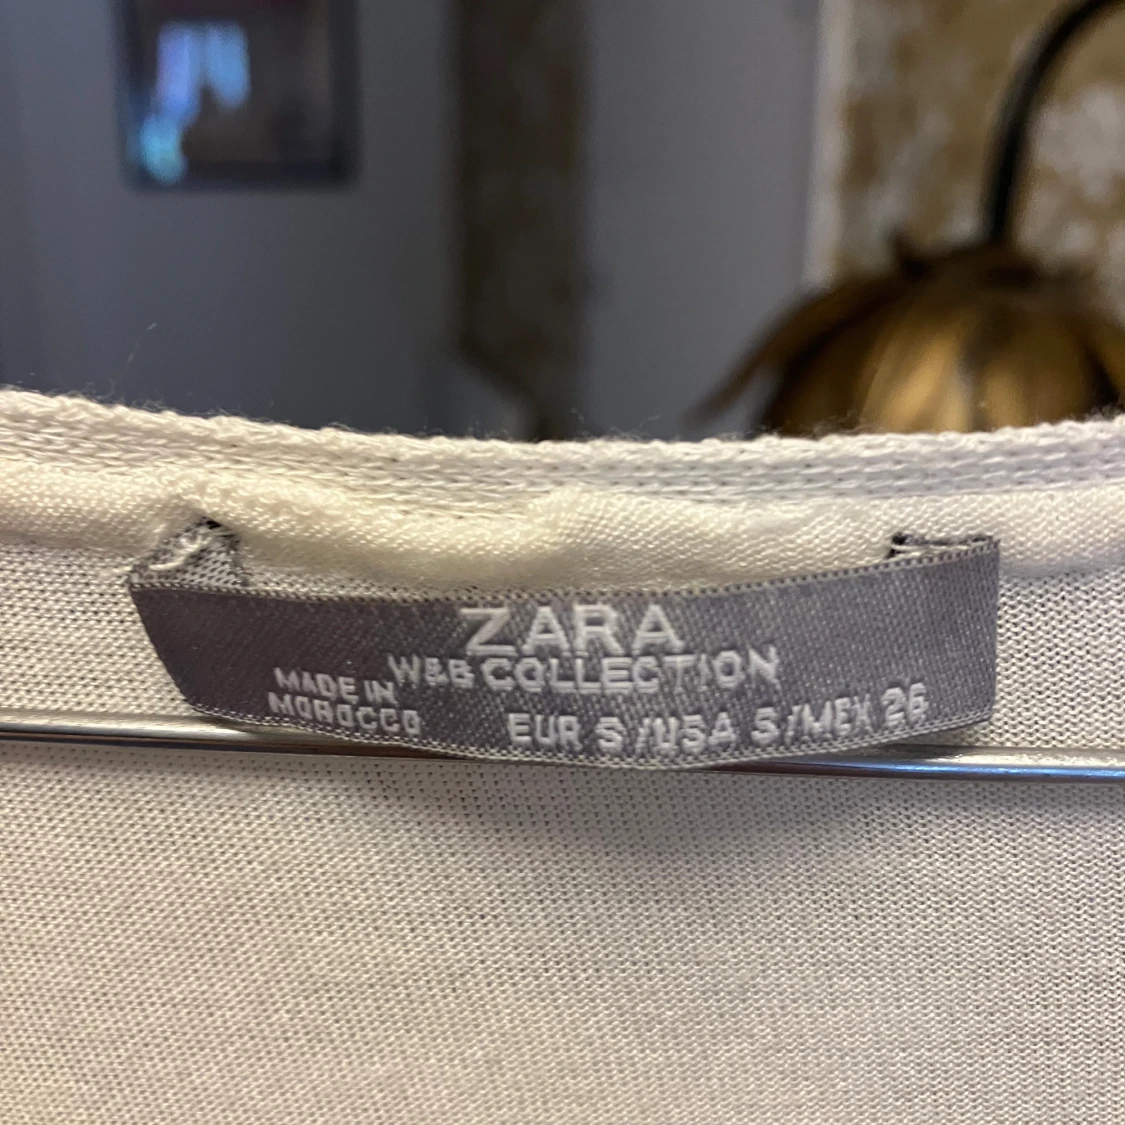 ZARA
W&B COLLECTION
MADE IN
MOROCCO
EUR S /USA S /MEX 26